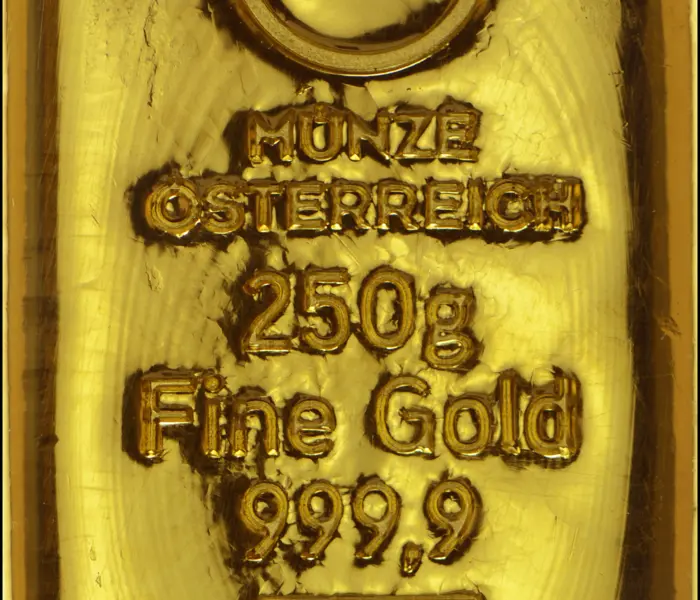 MÜNZE
ÖSTERREICH
250g
Fine Gold
999,9